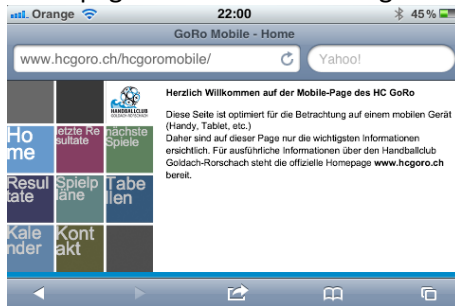 Orange 22:00 45%
GoRo Mobile - Home
www.hcgoro.ch/hcgoromobile/ Yahoo!
HANDBALLCLUB
GOLDACH-RORSCHACH
Ho
me
letzte Re
sultate
nächste
Spiele
Resul
tate
Spielp
läne
Tabe
llen
Kale
nder
Kont
akt
Herzlich Willkommen auf der Mobile-Page des HC GoRo
Diese Seite ist optimiert für die Betrachtung auf einem mobilen Gerät
(Handy, Tablet, etc.)
Daher sind auf dieser Page nur die wichtigsten Informationen
ersichtlich. Für ausführliche Informationen über den Handballclub
Goldach-Rorschach steht die offizielle Homepage www.hcgoro.ch
bereit.